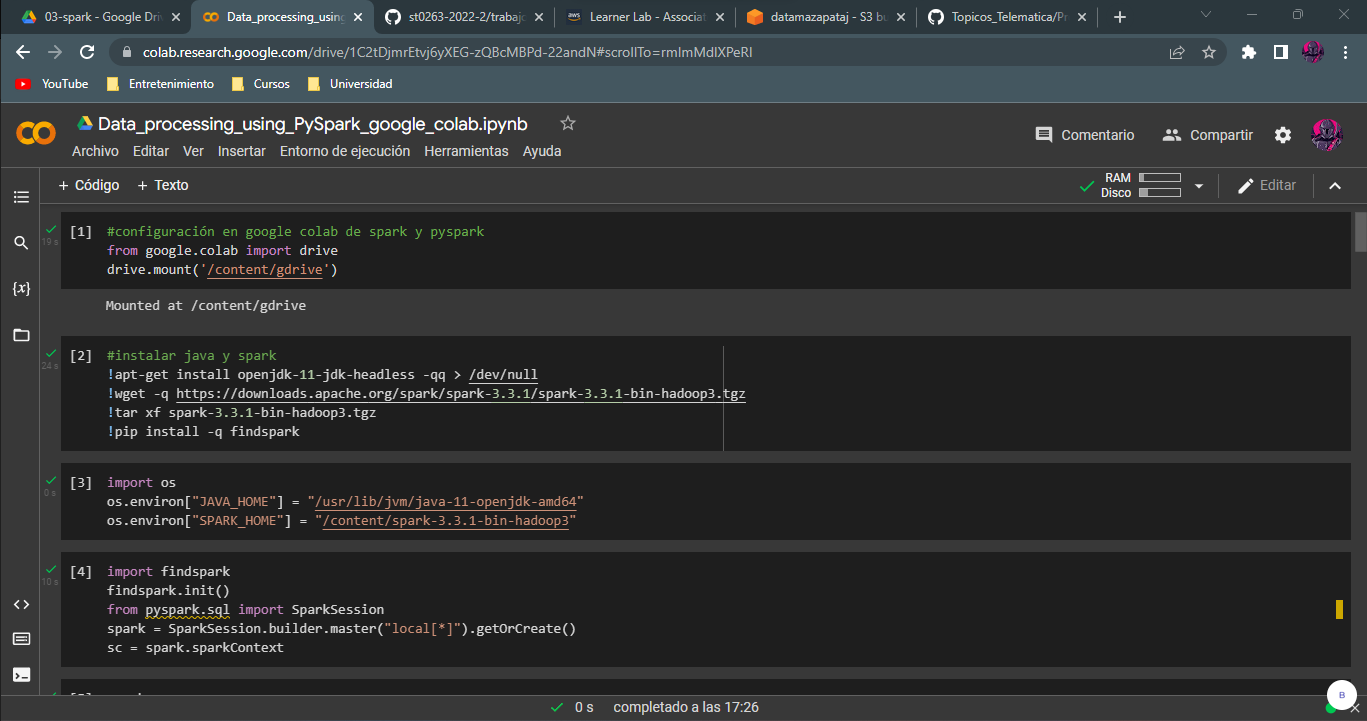 03-spark - Google Driv
Data_processing_using
st0263-2022-2/trabajo
Learner Lab - Associat
datamazapataj - S3 bu
Topicos_Telematica/Pr
colab.research.google.com/drive/1C2tDjmrEtvj6yXEG-zQBcMBPd-22andN#scrollTo=rmlmMdlXPeRl
YouTube
Entretenimiento
Cursos
Universidad
Data_processing_using_PySpark_google_colab.ipynb
Archivo Editar Ver Insertar Entorno de ejecución Herramientas Ayuda
Comentario
Compartir
+ Código + Texto
RAM
Disco
Editar
19 s
[1] #configuración en google colab de spark y pyspark
from google.colab import drive
drive.mount('/content/gdrive')
Mounted at /content/gdrive
24 s
[2] #instalar java y spark
!apt-get install openjdk-11-jdk-headless -qq > /dev/null
!wget -q https://downloads.apache.org/spark/spark-3.3.1/spark-3.3.1-bin-hadoop3.tgz
!tar xf spark-3.3.1-bin-hadoop3.tgz
!pip install -q findspark
0 s
[3] import os
os.environ["JAVA_HOME"] = "/usr/lib/jvm/java-11-openjdk-amd64"
os.environ["SPARK_HOME"] = "/content/spark-3.3.1-bin-hadoop3"
10 s
[4] import findspark
findspark.init()
from pyspark.sql import SparkSession
spark = SparkSession.builder.master("local[*]").getOrCreate()
sc = spark.sparkContext
0 s completado a las 17:26
B